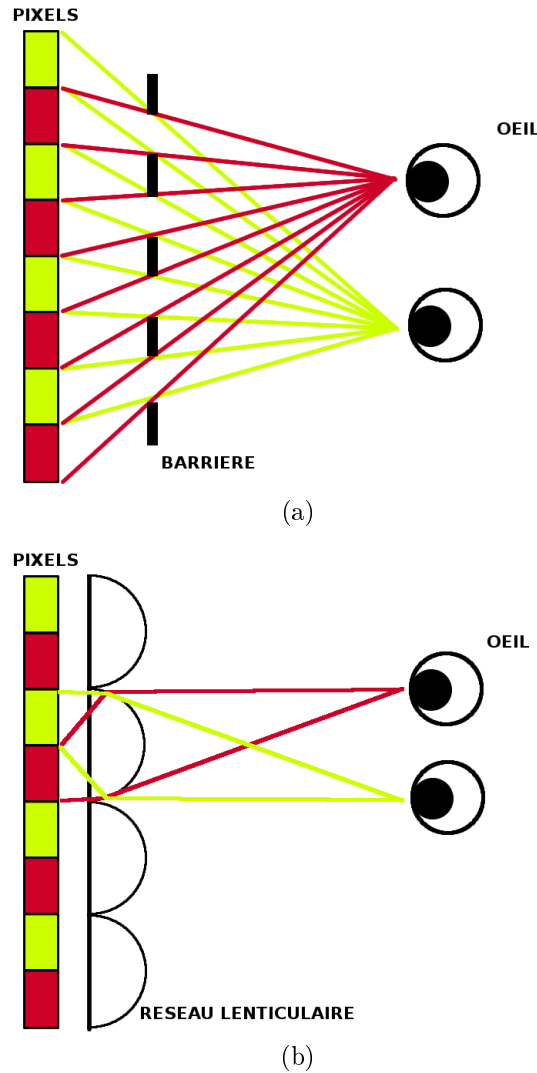 PIXELS
OEIL
BARRIERE
(a)
PIXELS
OEIL
RESEAU LENTICULAIRE
(b)